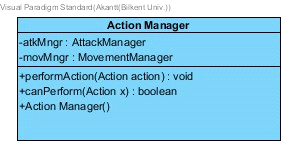 Visual Paradigm Standard(Akant(Bilkent Univ.))
Action Manager
-atkMngr : AttackManager
-movMngr : MovementManager
+performAction(Action action) : void
+canPerform(Action x) : boolean
+Action Manager()